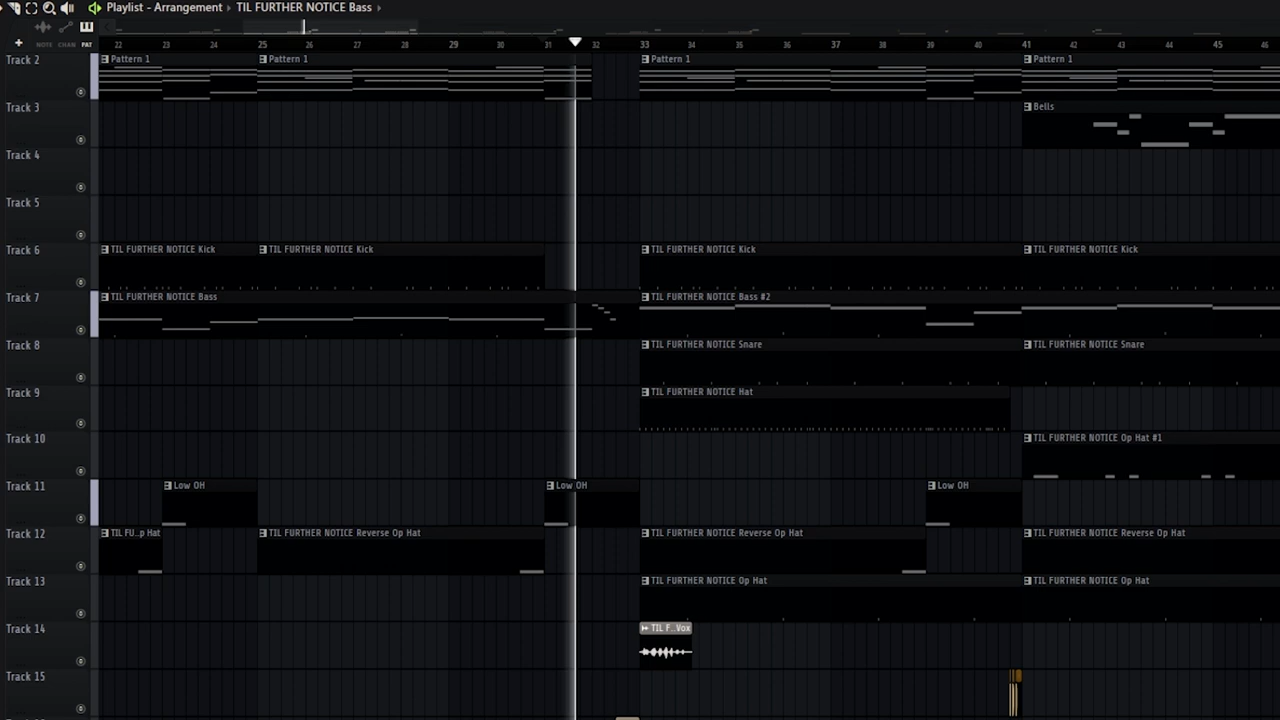 Playlist - Arrangement › TIL FURTHER NOTICE Bass ›
NOTE CHAN PAT
22 23 24 25 26 27 28 29 30 31 32 33 34 35 36 37 38 39 40 41 42 43 44 45 46
Track 2 Pattern 1 Pattern 1 Pattern 1 Pattern 1
Track 3 Bells
Track 4
Track 5
Track 6 TIL FURTHER NOTICE Kick TIL FURTHER NOTICE Kick TIL FURTHER NOTICE Kick TIL FURTHER NOTICE Kick
Track 7 TIL FURTHER NOTICE Bass TIL FURTHER NOTICE Bass #2
Track 8 TIL FURTHER NOTICE Snare TIL FURTHER NOTICE Snare
Track 9 TIL FURTHER NOTICE Hat
Track 10 TIL FURTHER NOTICE Op Hat #1
Track 11 Low OH Low OH Low OH
Track 12 TIL FU..p Hat TIL FURTHER NOTICE Reverse Op Hat TIL FURTHER NOTICE Reverse Op Hat TIL FURTHER NOTICE Reverse Op Hat
Track 13 TIL FURTHER NOTICE Op Hat TIL FURTHER NOTICE Op Hat
Track 14 TIL F..Vox
Track 15